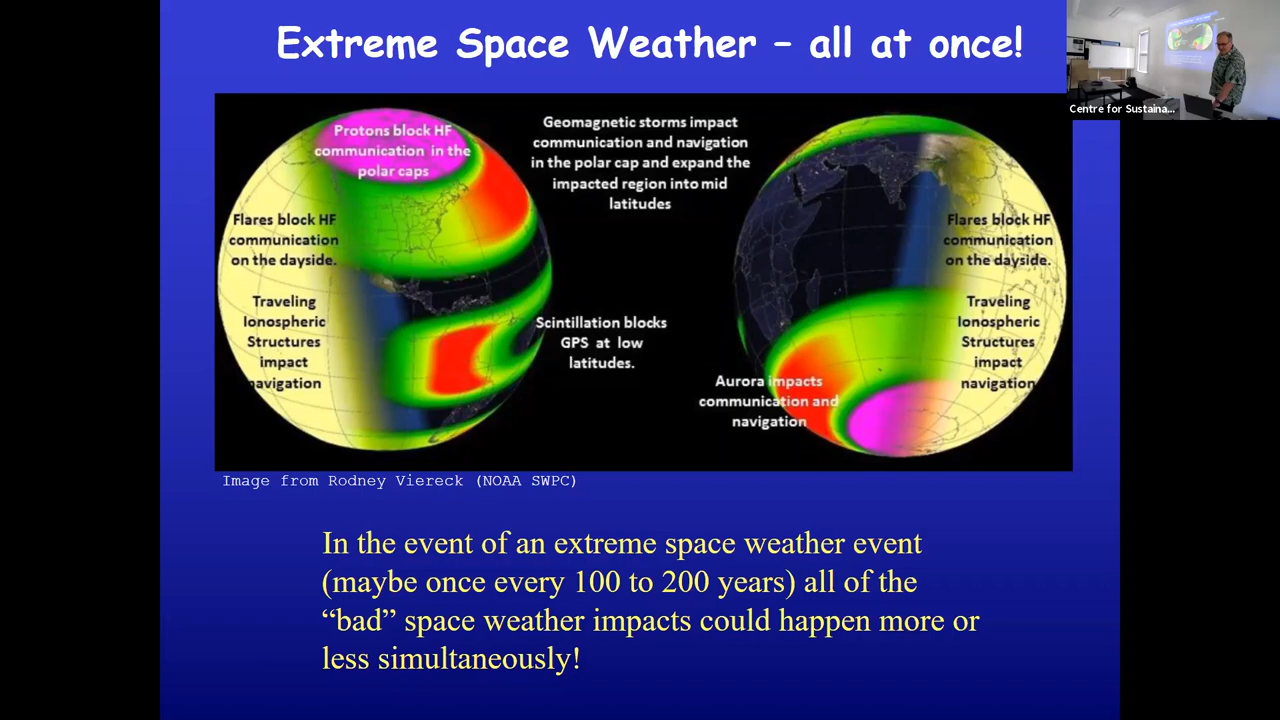 Extreme Space Weather – all at once!
Centre for Sustaina...
Protons block HF
communication in the
polar caps
Geomagnetic storms impact
communication and navigation
in the polar cap and expand the
impacted region into mid
latitudes
Flares block HF
communication
on the dayside.
Flares block HF
communication
on the dayside.
Traveling
Ionospheric
Structures
impact
navigation
Scintillation blocks
GPS at low
latitudes.
Traveling
Ionospheric
Structures
impact
navigation
Aurora impacts
communication and
navigation
Image from Rodney Viereck (NOAA SWPC)
In the event of an extreme space weather event
(maybe once every 100 to 200 years) all of the
“bad” space weather impacts could happen more or
less simultaneously!